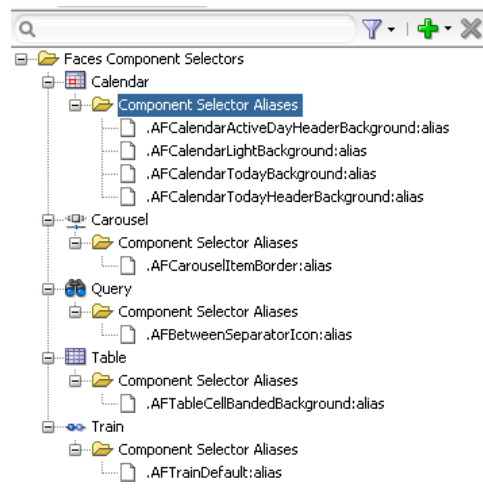 Faces Component Selectors
Calendar
Component Selector Aliases
.AFCalendarActiveDayHeaderBackground:alias
.AFCalendarLightBackground:alias
.AFCalendarTodayBackground:alias
.AFCalendarTodayHeaderBackground:alias
Carousel
Component Selector Aliases
.AFCarouselItemBorder:alias
Query
Component Selector Aliases
.AFBetweenSeparatorIcon:alias
Table
Component Selector Aliases
.AFTableCellBandedBackground:alias
Train
Component Selector Aliases
.AFTrainDefault:alias